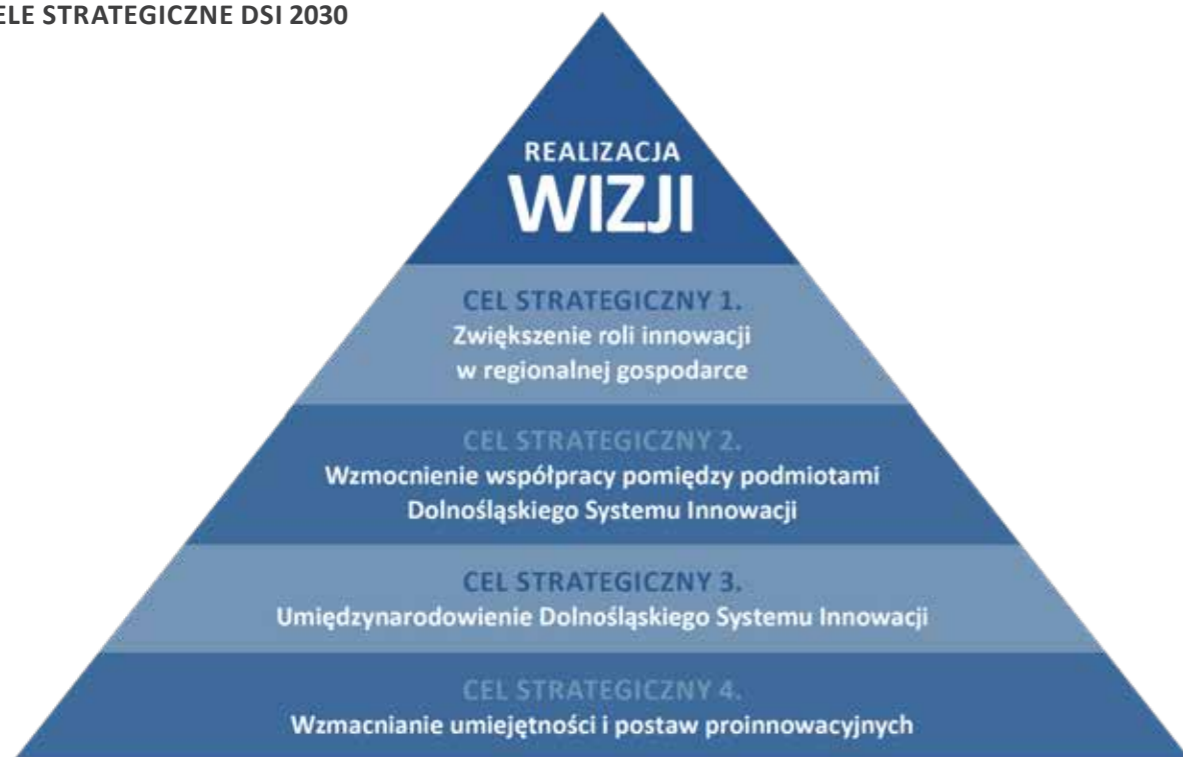 ELE STRATEGICZNE DSI 2030
REALIZACJA
WIZJI
CEL STRATEGICZNY 1.
Zwiększenie roli innowacji
w regionalnej gospodarce
CEL STRATEGICZNY 2.
Wzmocnienie współpracy pomiędzy podmiotami
Dolnośląskiego Systemu Innowacji
CEL STRATEGICZNY 3.
Umiędzynarodowienie Dolnośląskiego Systemu Innowacji
CEL STRATEGICZNY 4.
Wzmacnianie umiejętności i postaw proinnowacyjnych